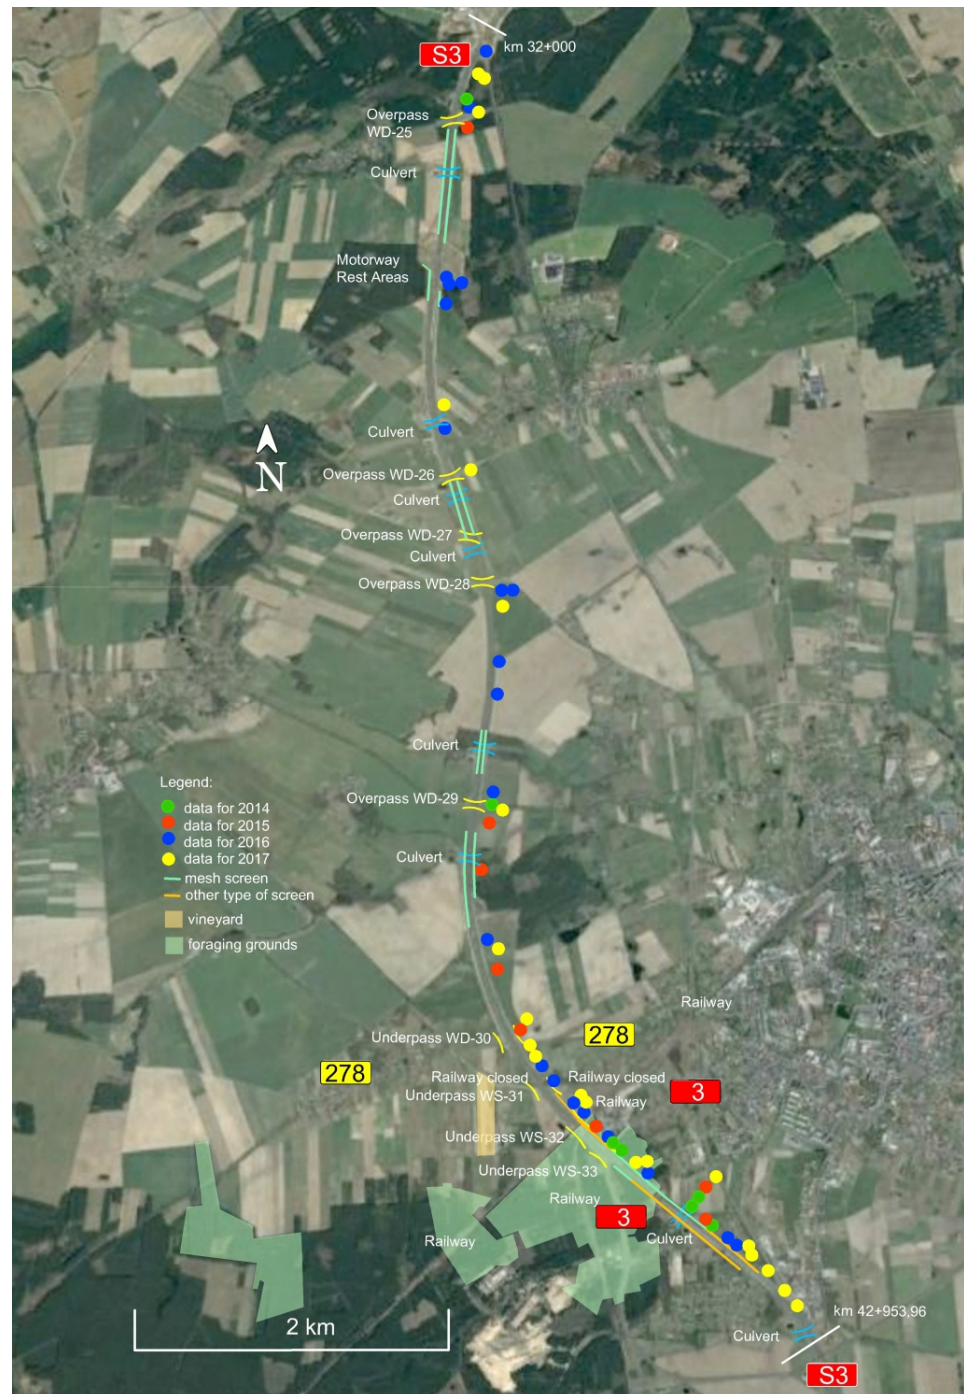 km 32+000
S3
Overpass
WD-25
Culvert
Motorway
Rest Areas
Culvert
N
Overpass WD-26
Culvert
Overpass WD-27
Culvert
Overpass WD-28
Culvert
Legend:
data for 2014
data for 2015
data for 2016
data for 2017
mesh screen
other type of screen
vineyard
foraging grounds
Overpass WD-29
Culvert
Railway
Underpass WD-30
278
278
Railway closed
Railway closed
Underpass WS-31
Railway
3
Underpass WS-32
Underpass WS-33
Railway
3
Railway
Culvert
2 km
km 42+953,96
Culvert
S3